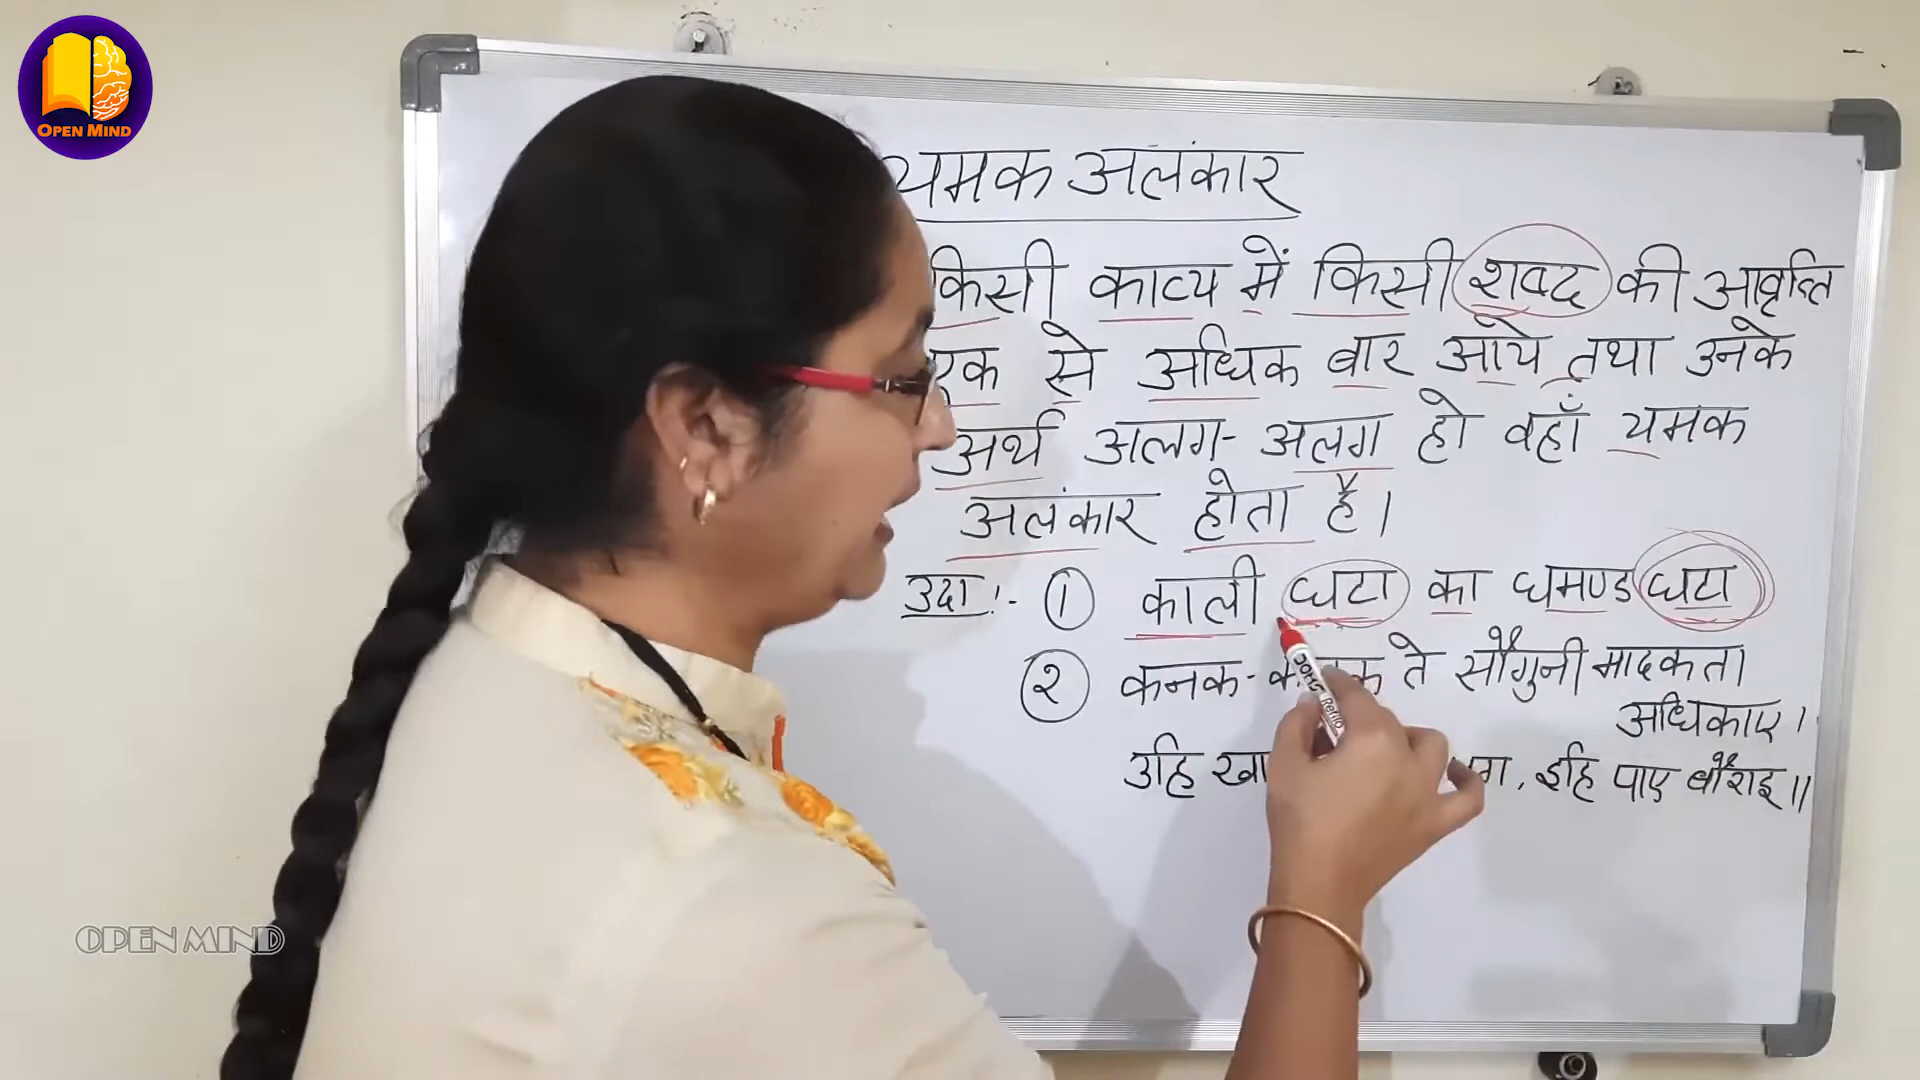 OPEN MIND
यमक अलंकार
किसी काव्य में किसी शब्द की आवृत्ति
एक से अधिक बार आये तथा उनके
अर्थ अलग-अलग हो वहाँ यमक
अलंकार होता है।
उदा:- ① काली घटा का घमण्ड घटा
② कनक- ते सौगुनी मादकता
अधिकाए।
उहि पाए बौराइ॥
OPEN MIND